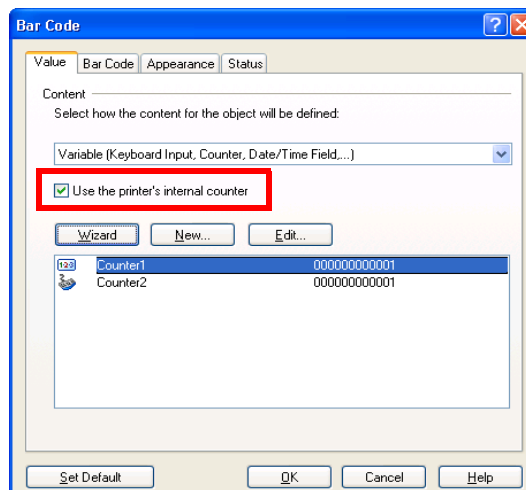 Bar Code
Value Bar Code Appearance Status
Content
Select how the content for the object will be defined:
Variable (Keyboard Input, Counter, Date/Time Field,...)
Use the printer's internal counter
Wizard New... Edit...
Counter1 000000000001
Counter2 000000000001
Set Default OK Cancel Help